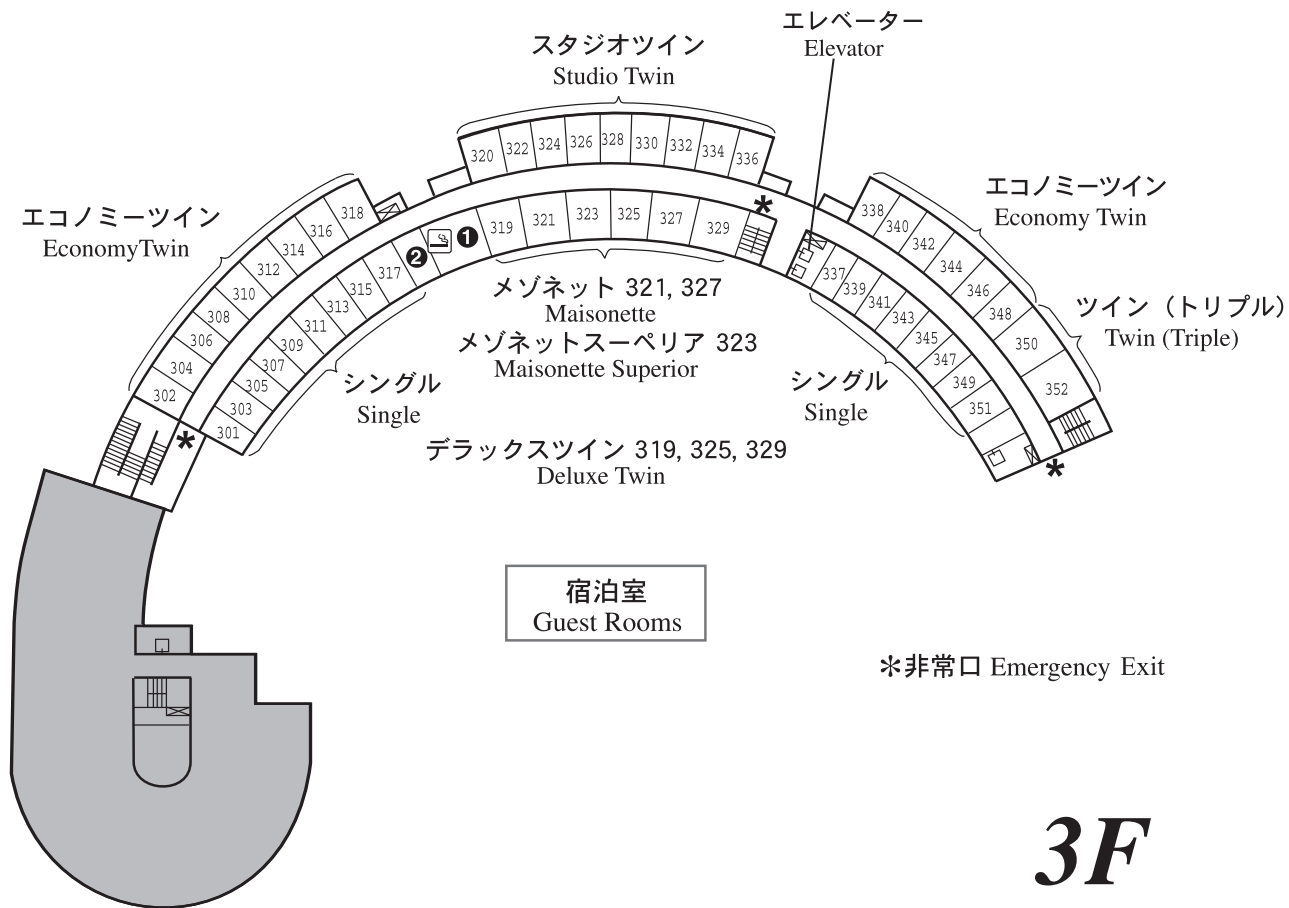 エレベーター
Elevator
スタジオツイン
Studio Twin
320 322 324 326 328 330 332 334 336
エコノミーツイン
EconomyTwin
302 304 306 308 310 312 314 316 318
エコノミーツイン
Economy Twin
338 340 342 344 346 348
ツイン（トリプル）
Twin (Triple)
350 352
301 303 305 307 309 311 313 315 317
❷ ❶
319 321 323 325 327 329
337 339 341 343 345 347 349 351
メゾネット 321, 327
Maisonette
メゾネットスーペリア 323
Maisonette Superior
シングル
Single
シングル
Single
デラックスツイン 319, 325, 329
Deluxe Twin
* * *
宿泊室
Guest Rooms
＊非常口 Emergency Exit
3F